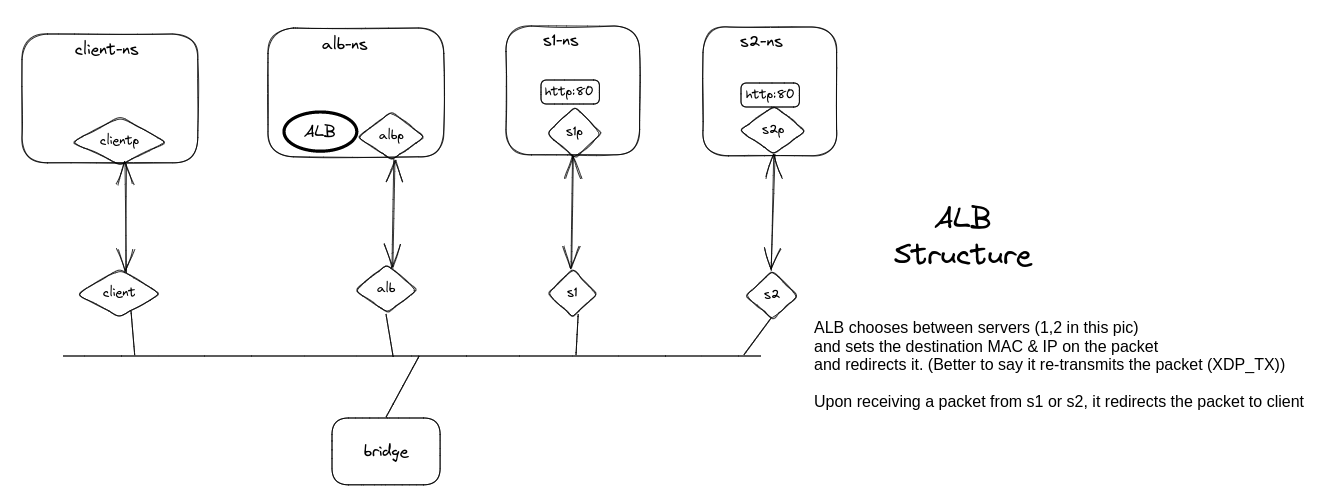 client-ns
alb-ns
s1-ns
s2-ns
http:80
http:80
clientp
ALB
albp
s1p
s2p
client
alb
s1
s2
bridge
ALB
Structure
ALB chooses between servers (1,2 in this pic)
and sets the destination MAC & IP on the packet
and redirects it. (Better to say it re-transmits the packet (XDP_TX))
Upon receiving a packet from s1 or s2, it redirects the packet to client